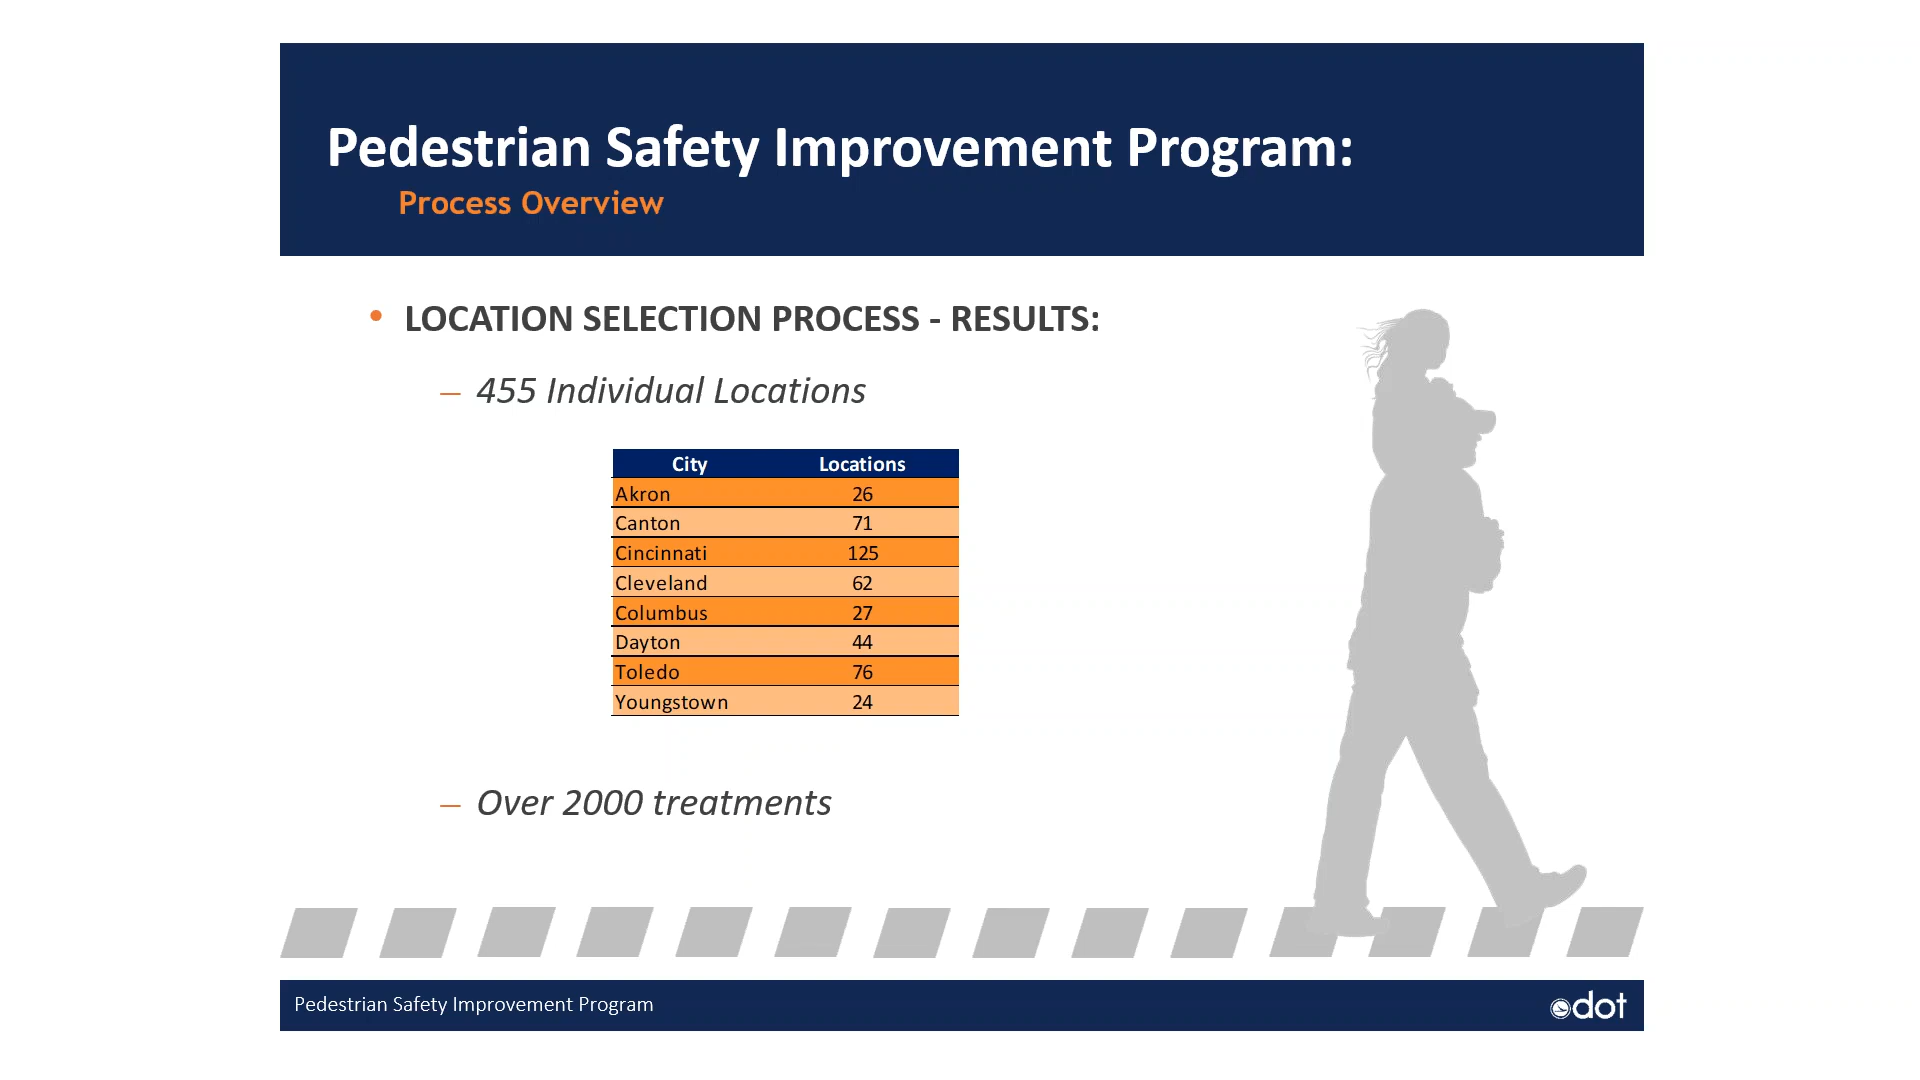 Pedestrian Safety Improvement Program:
Process Overview
• LOCATION SELECTION PROCESS - RESULTS:
– 455 Individual Locations
City Locations
Akron 26
Canton 71
Cincinnati 125
Cleveland 62
Columbus 27
Dayton 44
Toledo 76
Youngstown 24
– Over 2000 treatments
Pedestrian Safety Improvement Program
dot